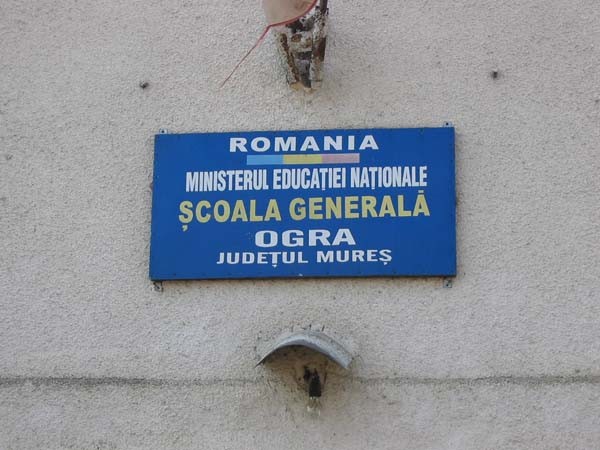 ROMANIA
MINISTERUL EDUCAȚIEI NAȚIONALE
ȘCOALA GENERALĂ
OGRA
JUDEȚUL MUREȘ